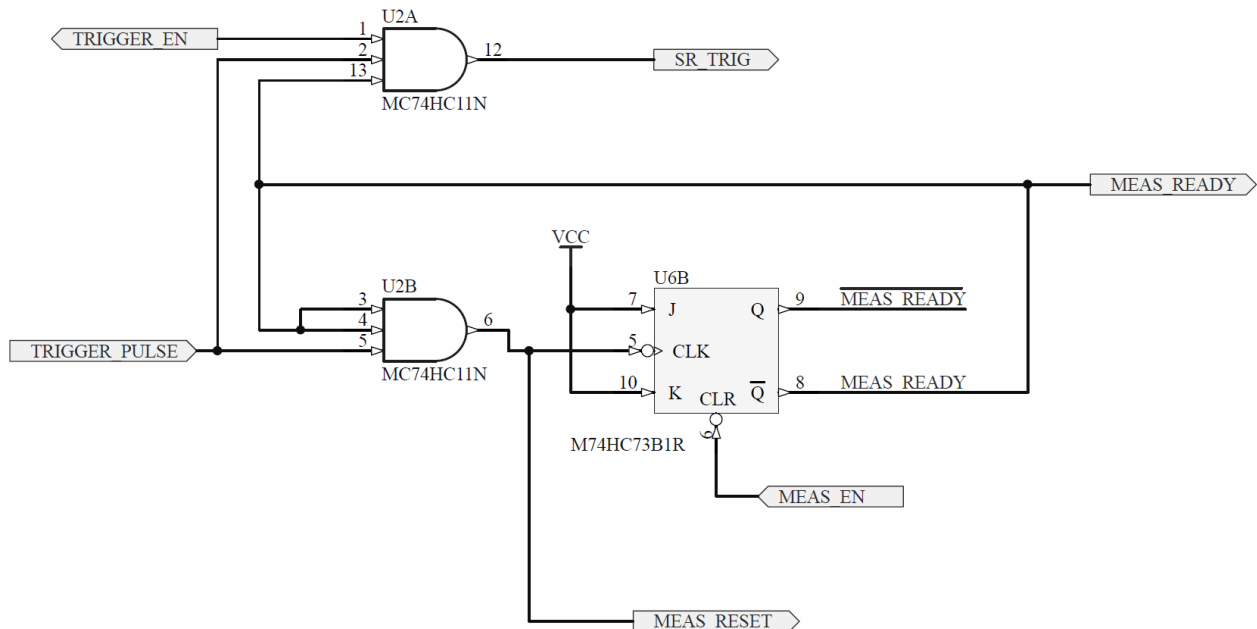 U2A
TRIGGER_EN
1
2
13
12
SR_TRIG
MC74HC11N
MEAS_READY
VCC
U2B
U6B
3
4
5
6
7
J
Q
9
MEAS_READY
TRIGGER_PULSE
5
CLK
MC74HC11N
10
K
CLR
Q
8
MEAS_READY
6
M74HC73B1R
MEAS_EN
MEAS_RESET